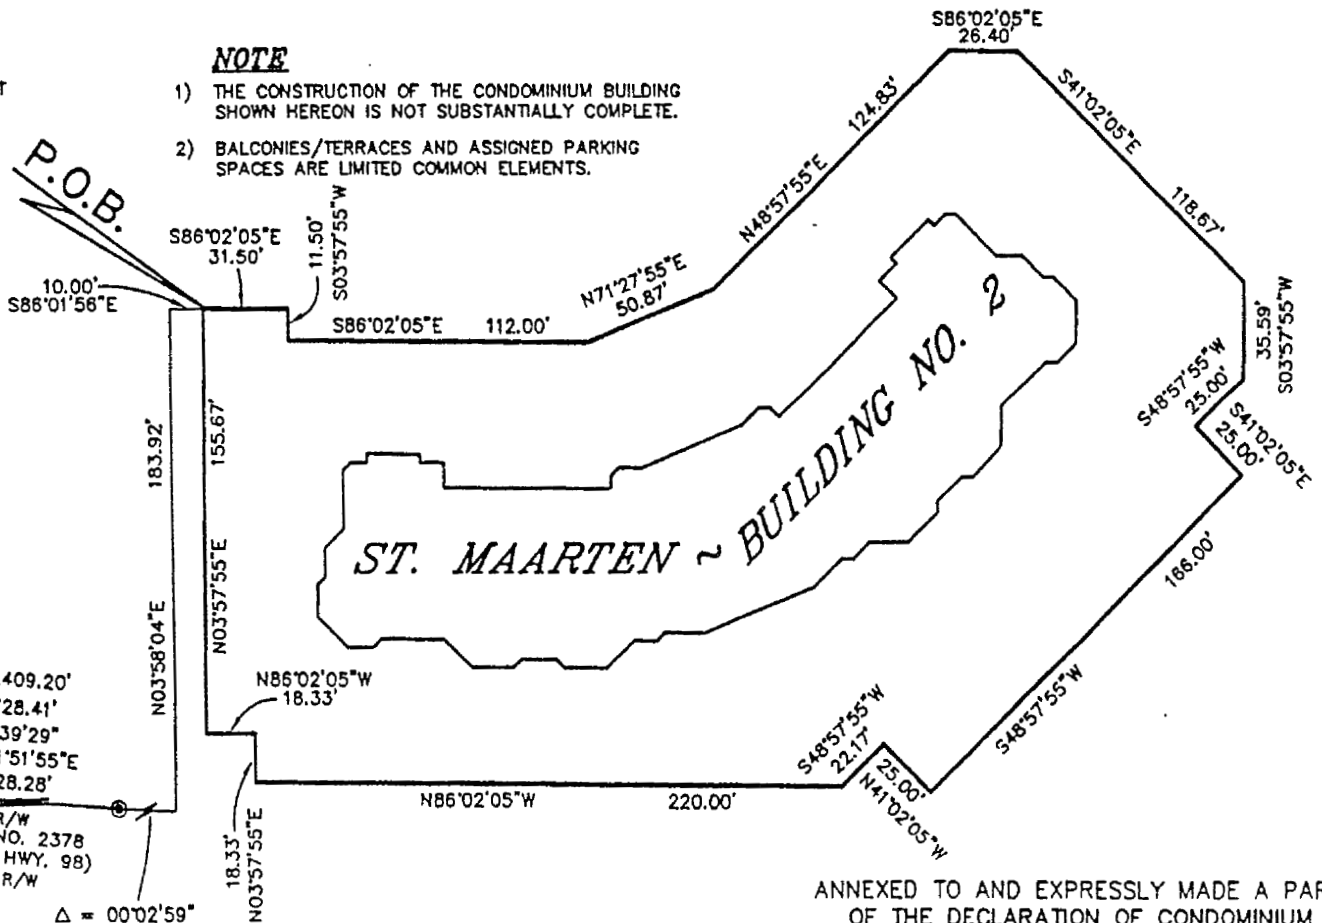 NOTE
1) THE CONSTRUCTION OF THE CONDOMINIUM BUILDING
SHOWN HEREON IS NOT SUBSTANTIALLY COMPLETE.
2) BALCONIES/TERRACES AND ASSIGNED PARKING
SPACES ARE LIMITED COMMON ELEMENTS.
P.O.B.
S86°02'05"E
31.50'
11.50'
S03°57'55"W
10.00'
S86°01'56"E
S86°02'05"E 112.00'
N71°27'55"E
50.87'
N48°57'55"E 124.83'
S86°02'05"E
26.40'
S41°02'05"E 118.67'
35.59'
S03°57'55"W
S48°57'55"W
25.00'
S41°02'05"E
25.00'
166.00'
S48°57'55"W
25.00'
N41°02'05"W
S48°57'55"W
22.17'
N86°02'05"W 220.00'
18.33'
N03°57'55"E
N86°02'05"W
18.33'
N03°57'55"E 155.67'
N03°58'04"E 183.92'
ST. MAARTEN ~ BUILDING NO. 2
409.20'
28.41'
39'29"
51'55"E
28.28'
R/W
NO. 2378
HWY. 98)
R/W
Δ = 00°02'59"
ANNEXED TO AND EXPRESSLY MADE A PAR
OF THE DECLARATION OF CONDOMINIUM